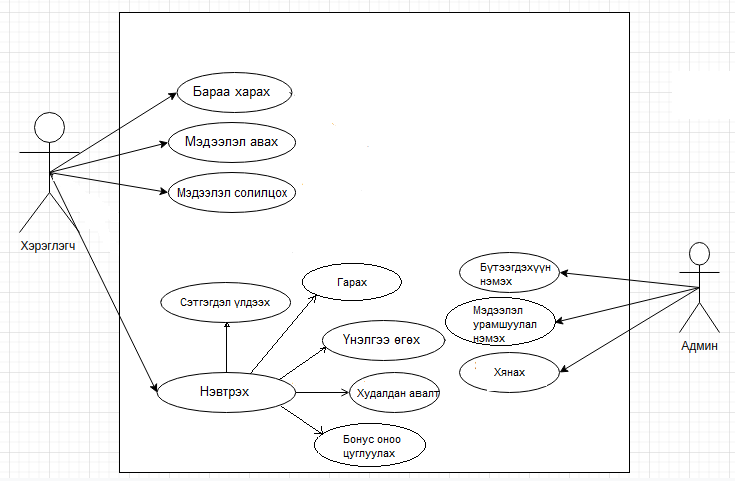 Бараа харах
Мэдээлэл авах
Мэдээлэл солилцох
Хэрэглэгч
Гарах
Сэтгэгдэл үлдээх
Үнэлгээ өгөх
Нэвтрэх
Худалдан авалт
Бонус оноо
цуглуулах
Бүтээгдэхүүн
нэмэх
Мэдээлэл
урамшуулал
нэмэх
Хянах
Админ